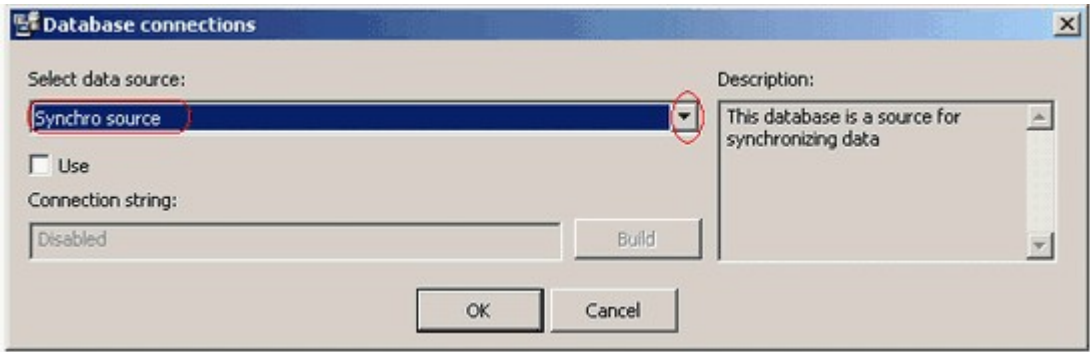 Database connections
Select data source:
Synchro source
Use
Connection string:
Disabled
Build
Description:
This database is a source for
synchronizing data
OK
Cancel